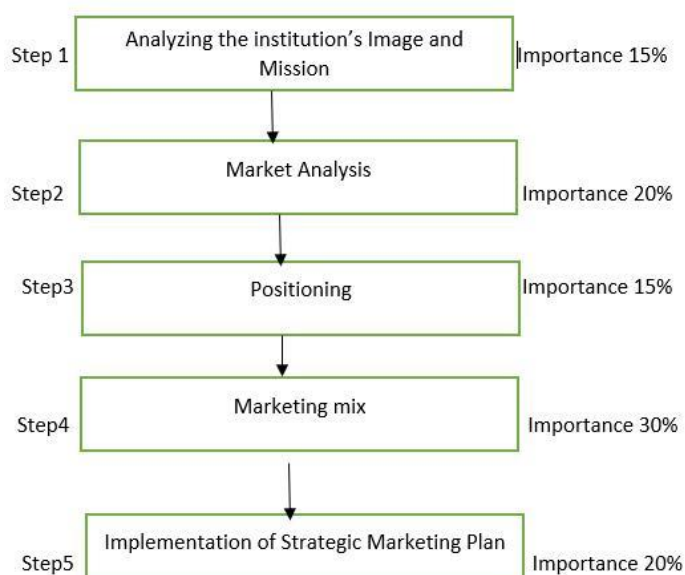 Analyzing the institution's Image and
Mission
Step 1
Importance 15%
Market Analysis
Step2
Importance 20%
Step3
Positioning
Importance 15%
Marketing mix
Step4
Importance 30%
Implementation of Strategic Marketing Plan
Step5
Importance 20%